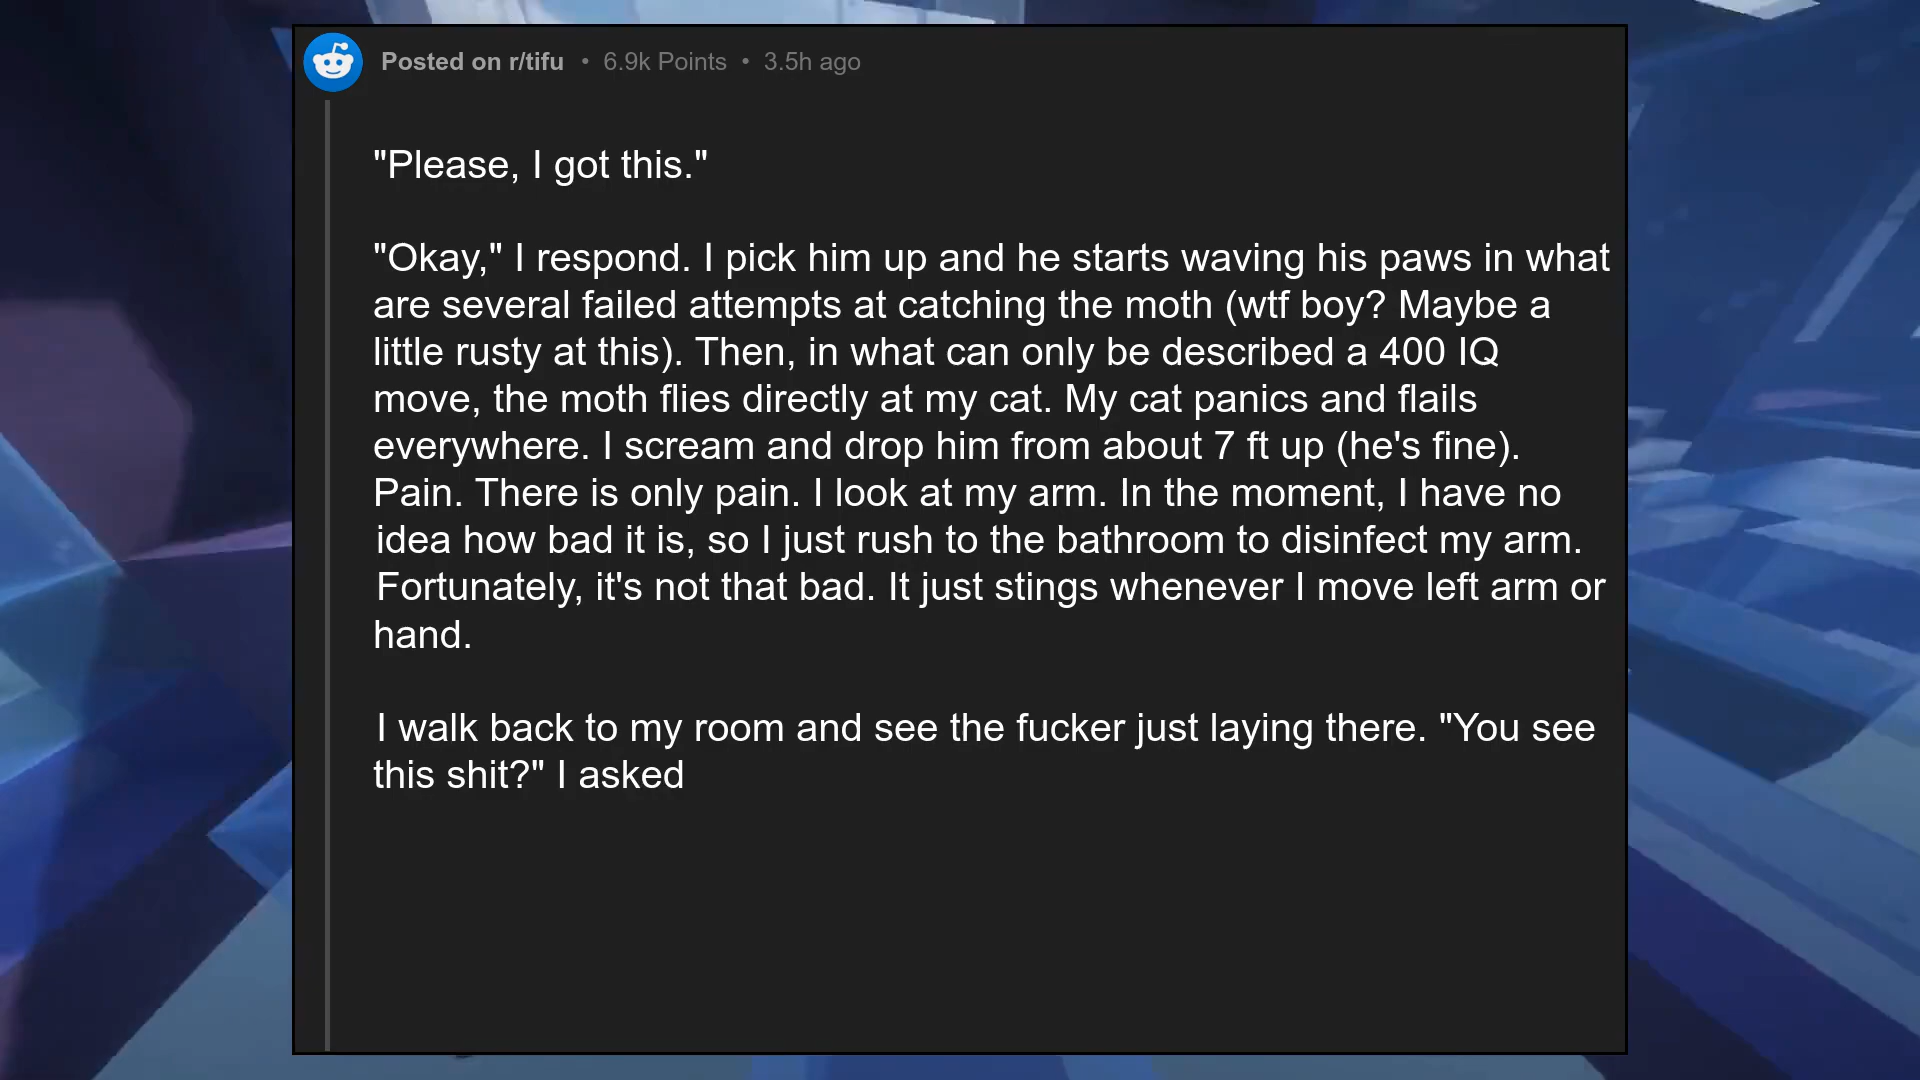 Posted on r/tifu • 6.9k Points • 3.5h ago
"Please, I got this."
"Okay," I respond. I pick him up and he starts waving his paws in what
are several failed attempts at catching the moth (wtf boy? Maybe a
little rusty at this). Then, in what can only be described a 400 IQ
move, the moth flies directly at my cat. My cat panics and flails
everywhere. I scream and drop him from about 7 ft up (he's fine).
Pain. There is only pain. I look at my arm. In the moment, I have no
idea how bad it is, so I just rush to the bathroom to disinfect my arm.
Fortunately, it's not that bad. It just stings whenever I move left arm or
hand.
I walk back to my room and see the fucker just laying there. "You see
this shit?" I asked